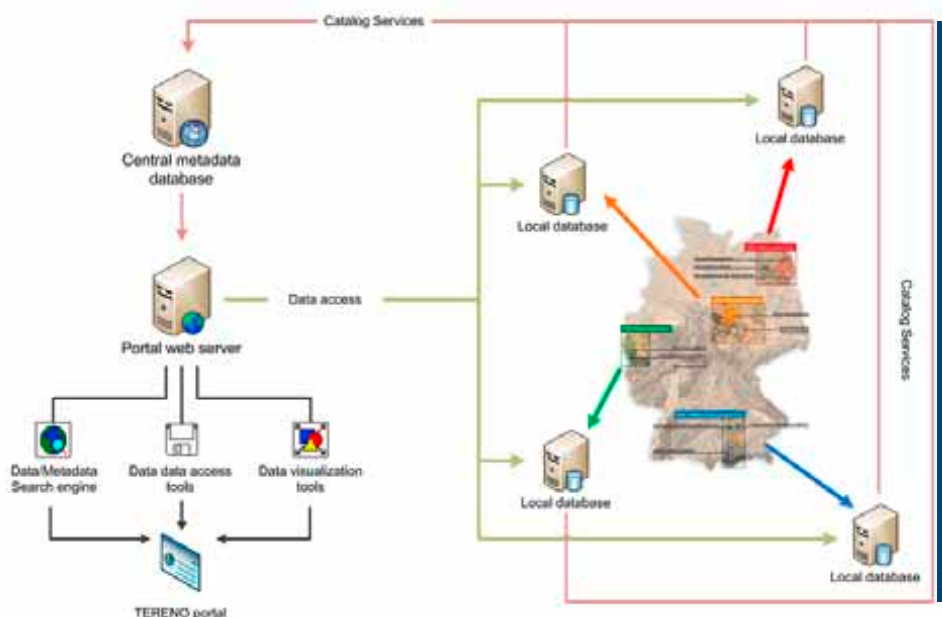 Catalog Services
Central metadata
database
Local database
Local database
Data access
Portal web server
Catalog Services
Data/Metadata
Search engine
Data data access
tools
Data visualization
tools
Local database
Local database
TERENO portal